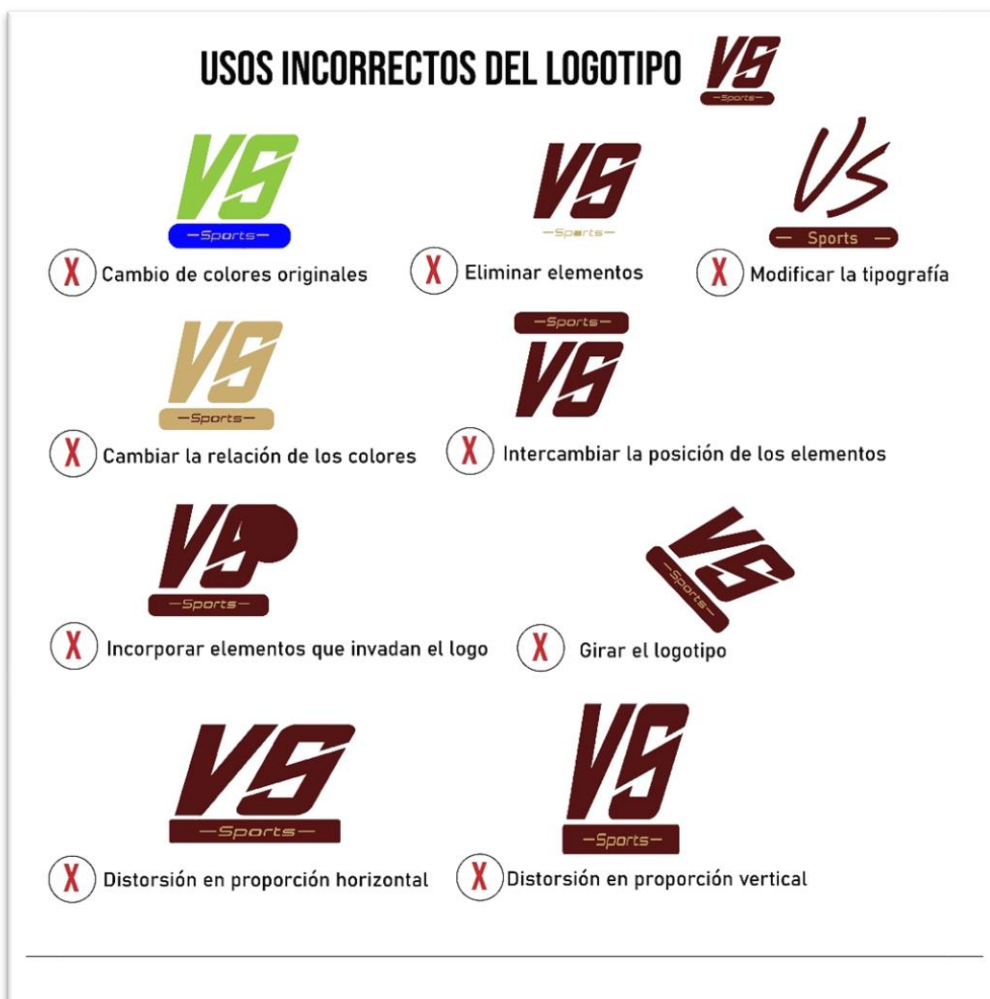 USOS INCORRECTOS DEL LOGOTIPO VS
—Sports—
VS
—Sports—
X Cambio de colores originales
VS
—Sports—
X Eliminar elementos
VS
— Sports —
X Modificar la tipografía
VS
—Sports—
X Cambiar la relación de los colores
—Sports—
VS
X Intercambiar la posición de los elementos
VS
—Sports—
X Incorporar elementos que invadan el logo
VS
—Sports—
X Girar el logotipo
VS
—Sports—
X Distorsión en proporción horizontal
VS
—Sports—
X Distorsión en proporción vertical